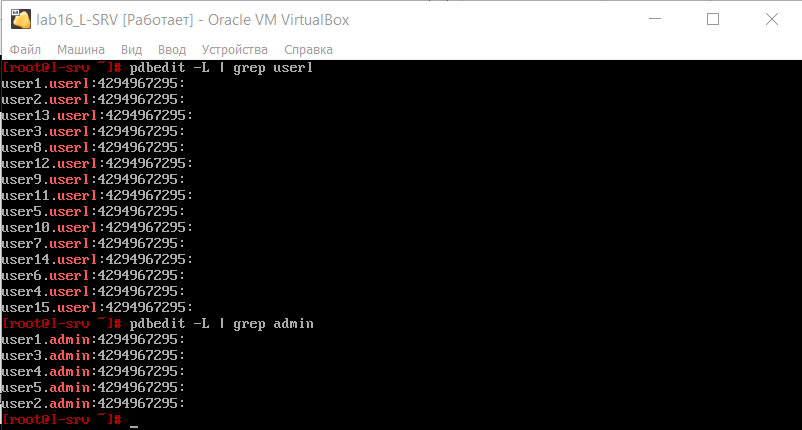 lab16_L-SRV [Работает] - Oracle VM VirtualBox
Файл Машина Вид Ввод Устройства Справка
[root@l-srv ~]# pdbedit -L | grep userl
user1.userl:4294967295:
user2.userl:4294967295:
user13.userl:4294967295:
user3.userl:4294967295:
user8.userl:4294967295:
user12.userl:4294967295:
user9.userl:4294967295:
user11.userl:4294967295:
user5.userl:4294967295:
user10.userl:4294967295:
user7.userl:4294967295:
user14.userl:4294967295:
user6.userl:4294967295:
user4.userl:4294967295:
user15.userl:4294967295:
[root@l-srv ~]# pdbedit -L | grep admin
user1.admin:4294967295:
user3.admin:4294967295:
user4.admin:4294967295:
user5.admin:4294967295:
user2.admin:4294967295:
[root@l-srv ~]# _